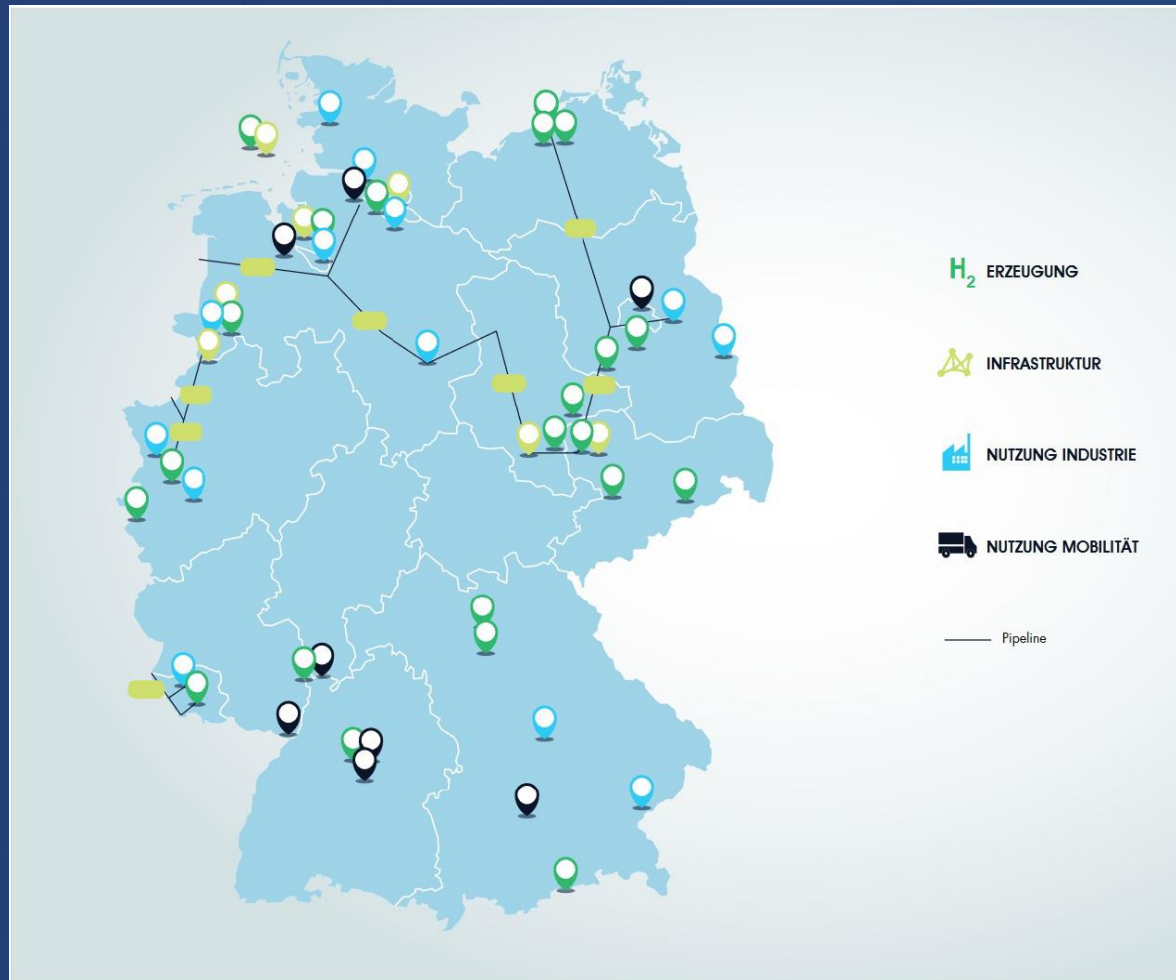 H2 ERZEUGUNG
INFRASTRUKTUR
NUTZUNG INDUSTRIE
NUTZUNG MOBILITÄT
Pipeline